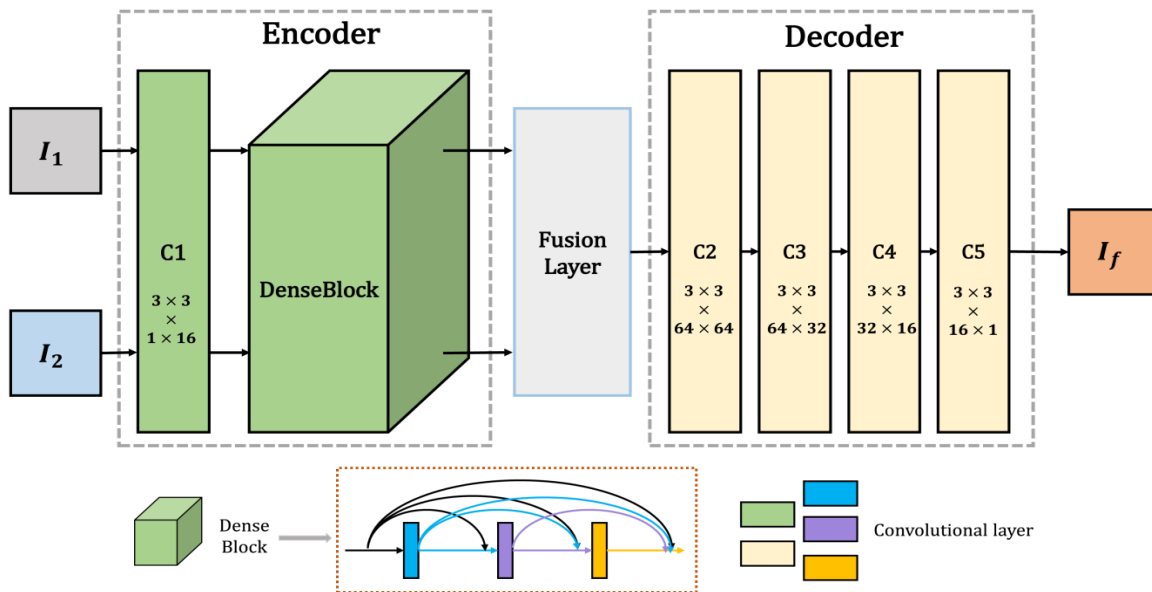 Encoder
Decoder
I₁
I₂
C1
3 × 3
×
1 × 16
DenseBlock
Fusion
Layer
C2
3 × 3
×
64 × 64
C3
3 × 3
×
64 × 32
C4
3 × 3
×
32 × 16
C5
3 × 3
×
16 × 1
I_f
Dense
Block
Convolutional layer